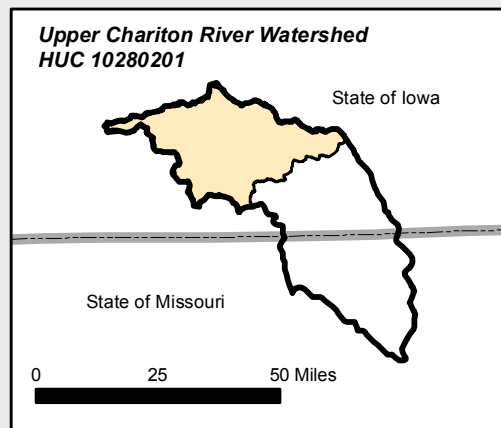 Upper Chariton River Watershed
HUC 10280201
State of Iowa
State of Missouri
0 25 50 Miles